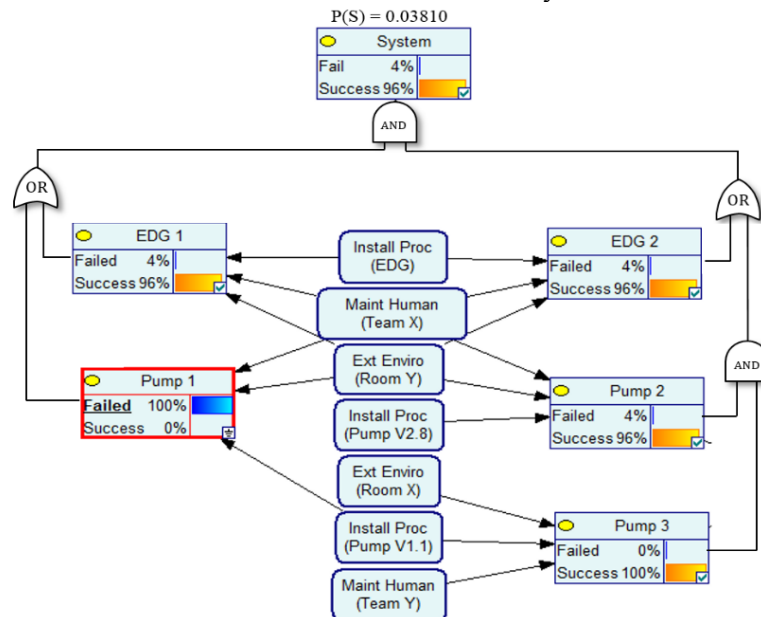 P(S) = 0.03810
System
Fail 4%
Success 96%
AND
OR
OR
EDG 1
Failed 4%
Success 96%
Install Proc
(EDG)
EDG 2
Failed 4%
Success 96%
Maint Human
(Team X)
Ext Enviro
(Room Y)
AND
Pump 1
Failed 100%
Success 0%
Pump 2
Failed 4%
Success 96%
Install Proc
(Pump V2.8)
Ext Enviro
(Room X)
Install Proc
(Pump V1.1)
Pump 3
Failed 0%
Success 100%
Maint Human
(Team Y)